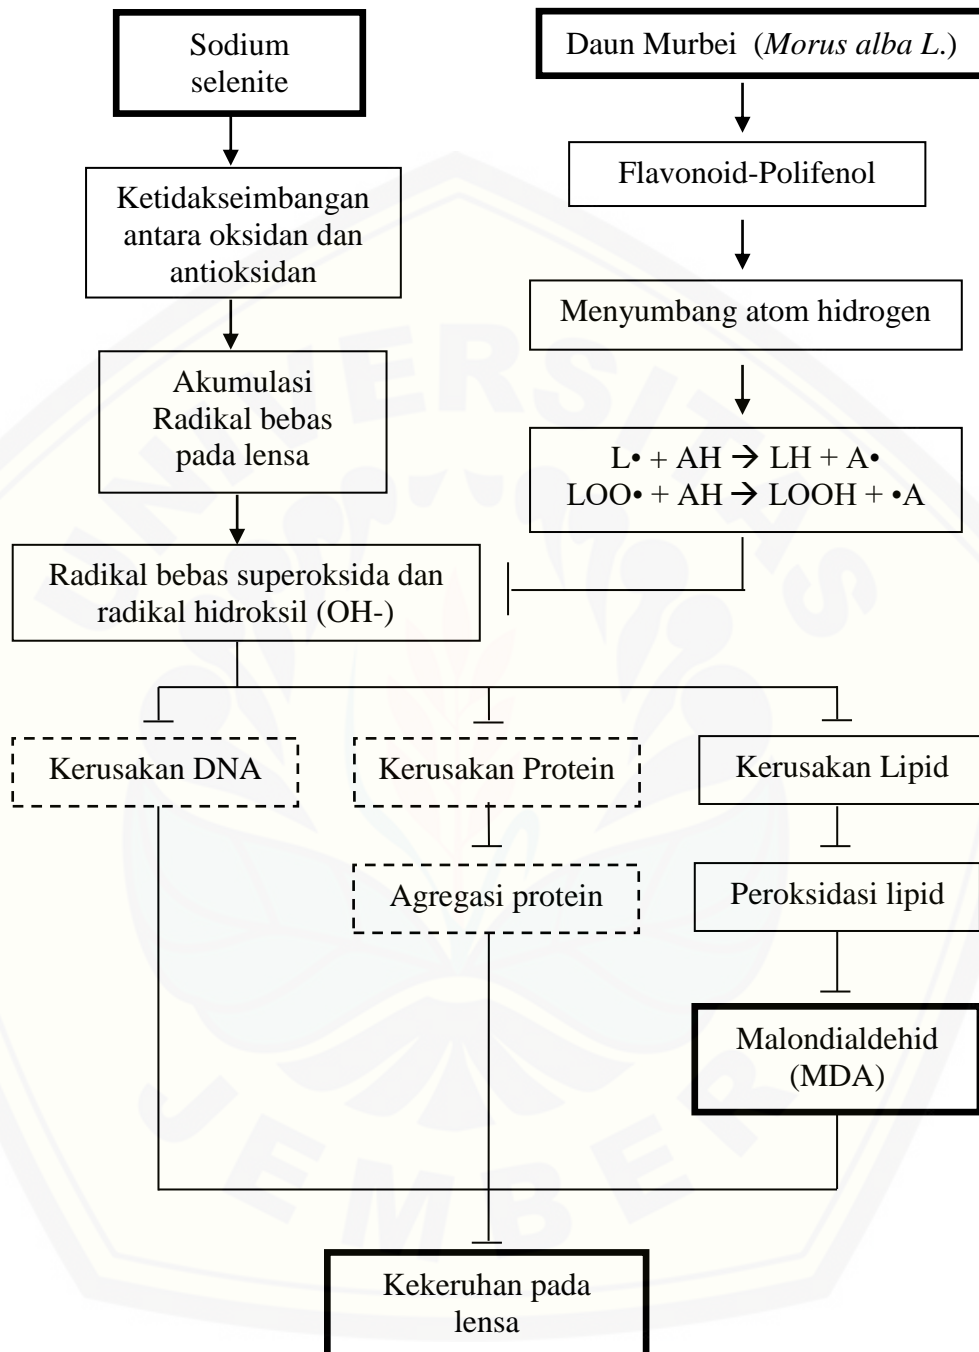 Sodium
selenite
Daun Murbei (Morus alba L.)
Ketidakseimbangan
antara oksidan dan
antioksidan
Flavonoid-Polifenol
Menyumbang atom hidrogen
Akumulasi
Radikal bebas
pada lensa
L• + AH → LH + A•
LOO• + AH → LOOH + •A
Radikal bebas superoksida dan
radikal hidroksil (OH-)
Kerusakan DNA
Kerusakan Protein
Kerusakan Lipid
Agregasi protein
Peroksidasi lipid
Malondialdehid
(MDA)
Kekeruhan pada
lensa
UNIVERSITAS
JEMBER